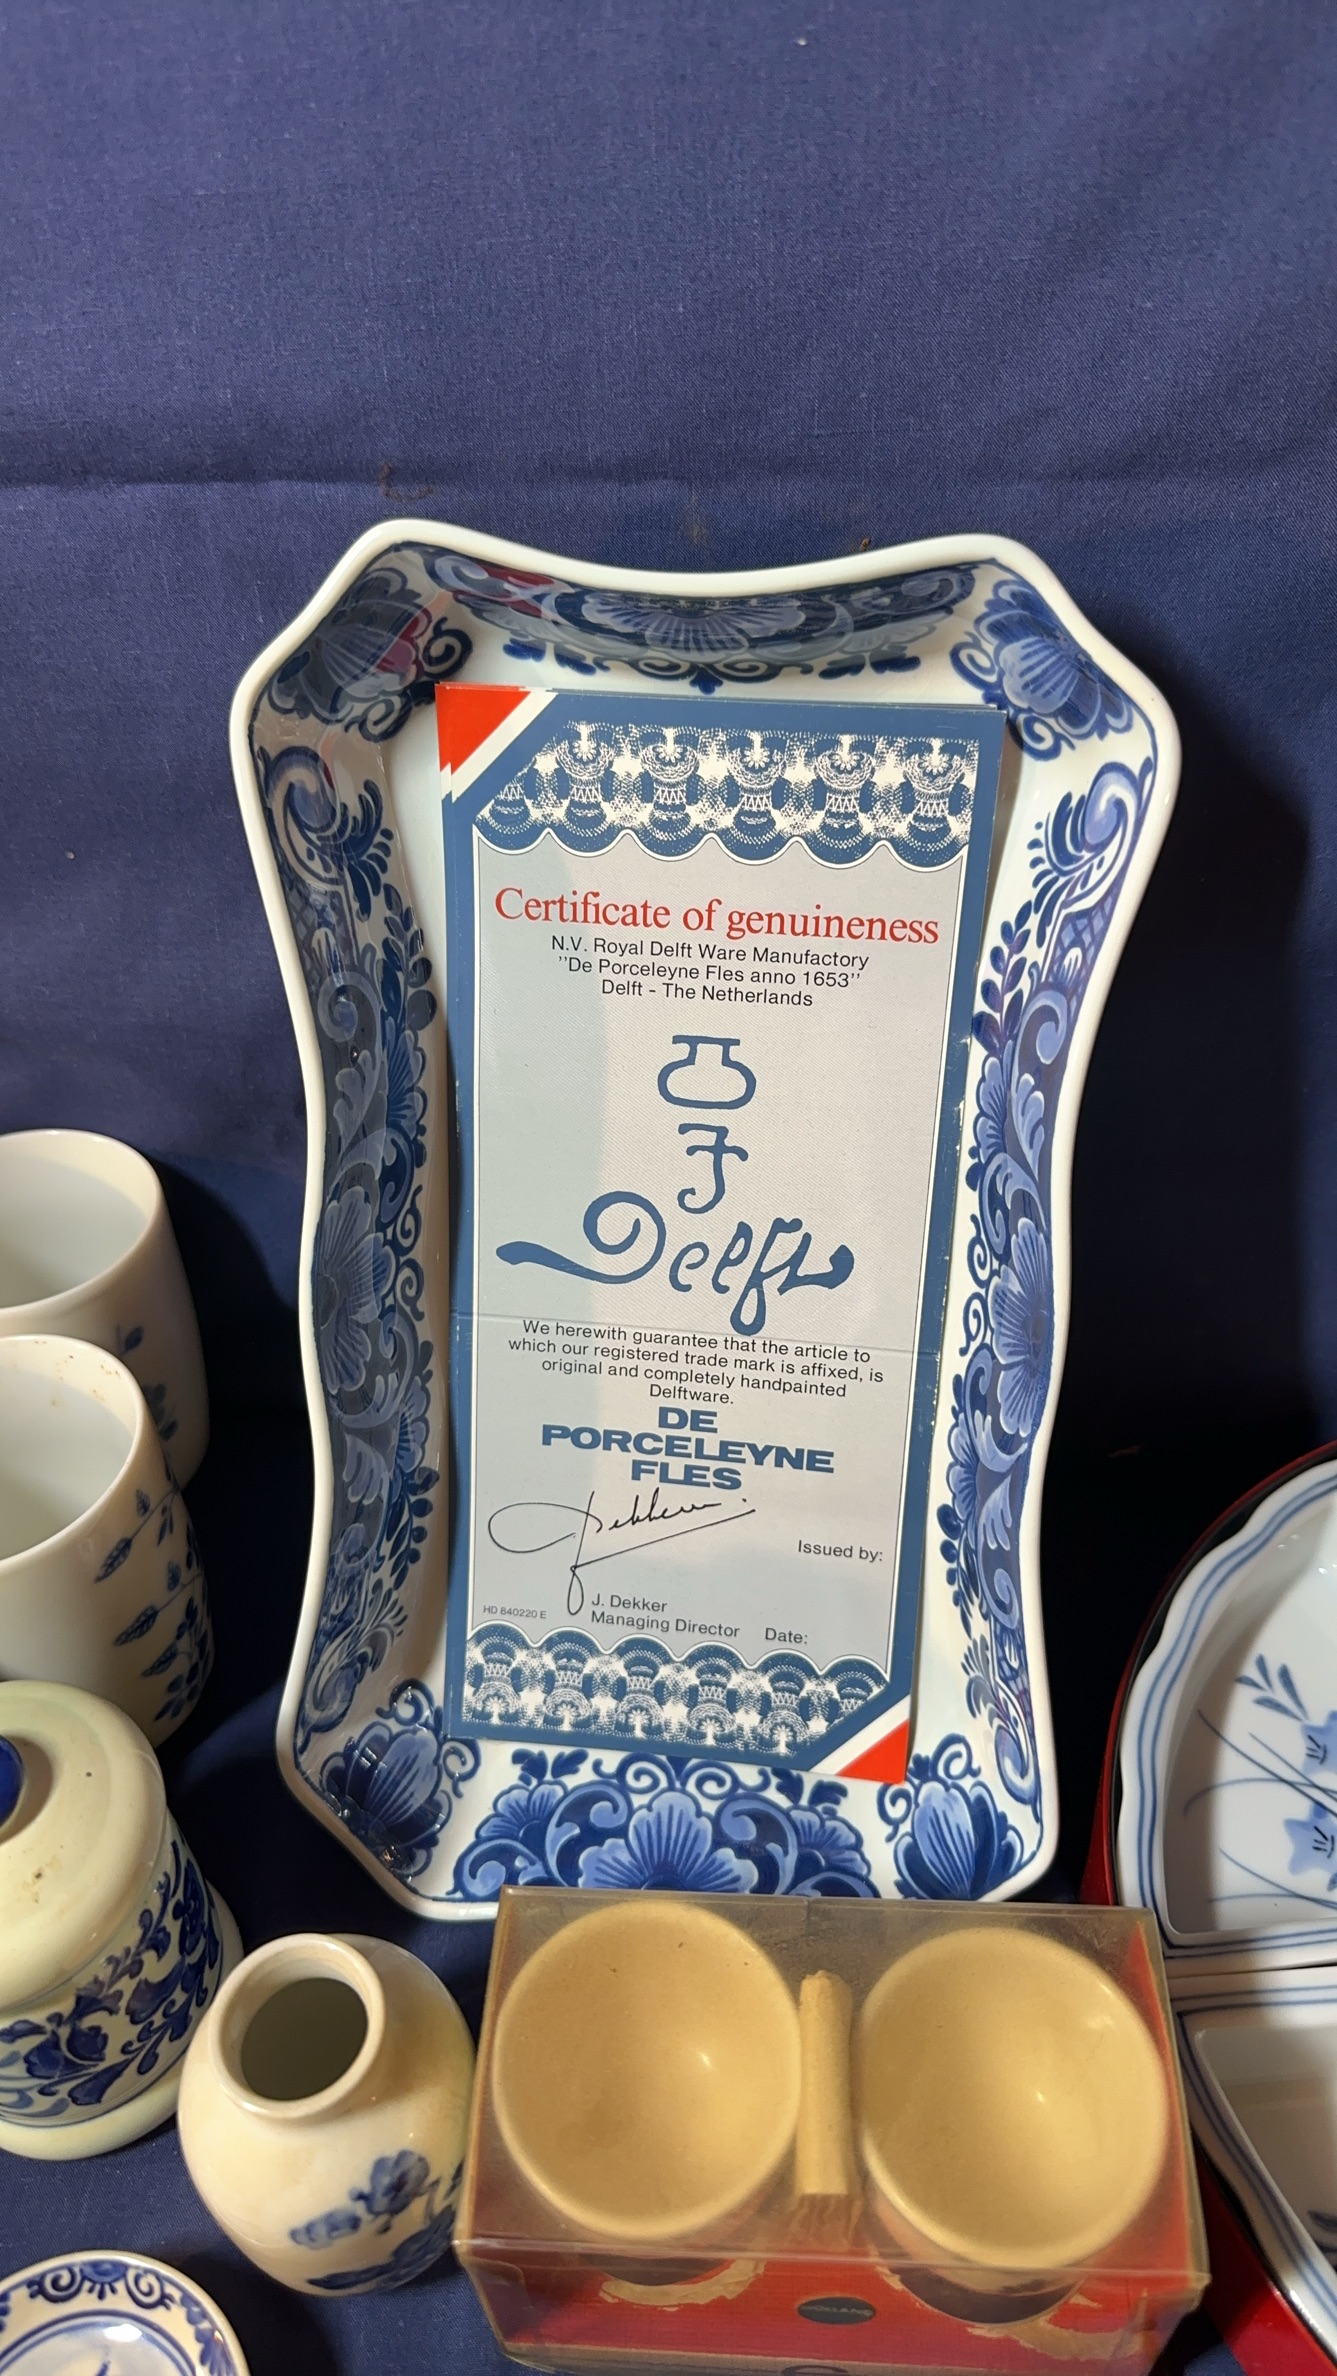 Certificate of genuineness
N.V. Royal Delft Ware Manufactory
''De Porceleyne Fles anno 1653''
Delft - The Netherlands
Delft
We herewith guarantee that the article to
which our registered trade mark is affixed, is
original and completely handpainted
Delftware.
DE
PORCELEYNE
FLES
Issued by:
HD 840220 E
J. Dekker
Managing Director
Date: